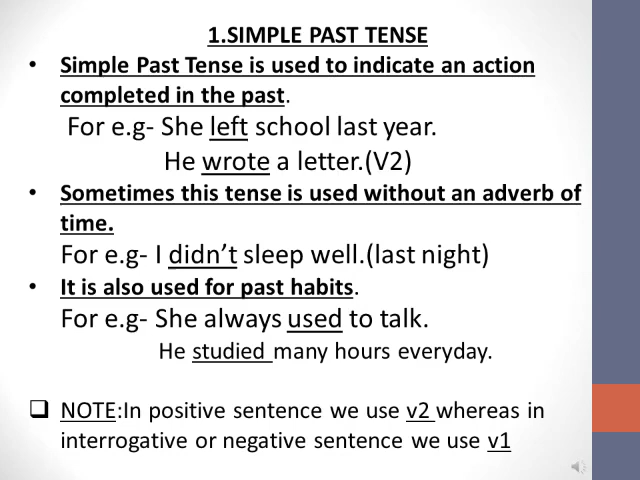 1.SIMPLE PAST TENSE
• Simple Past Tense is used to indicate an action
completed in the past.
For e.g- She left school last year.
He wrote a letter.(V2)
• Sometimes this tense is used without an adverb of
time.
For e.g- I didn’t sleep well.(last night)
• It is also used for past habits.
For e.g- She always used to talk.
He studied many hours everyday.
❑ NOTE:In positive sentence we use v2 whereas in
interrogative or negative sentence we use v1